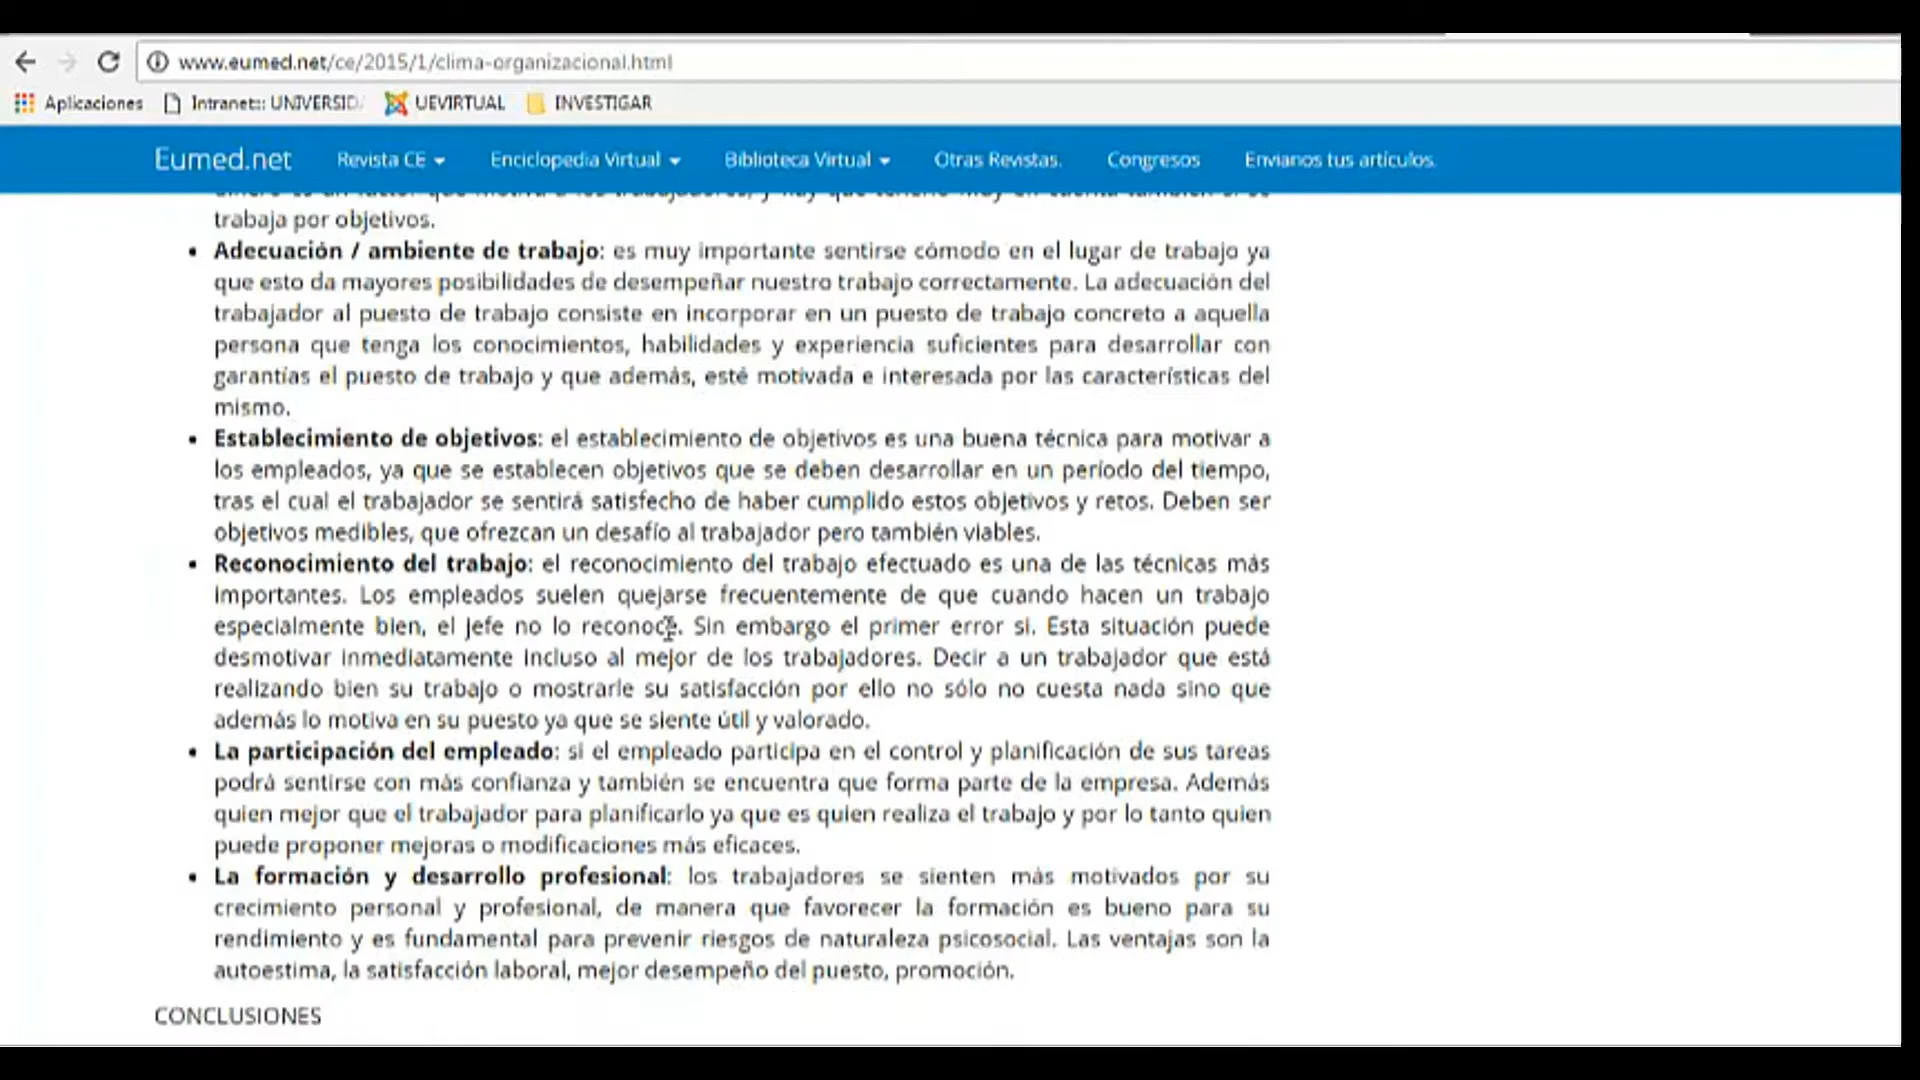 www.eumed.net/ce/2015/1/clima-organizacional.html
Aplicaciones Intranet:: UNIVERSID UEVIRTUAL INVESTIGAR
Eumed.net Revista CE Enciclopedia Virtual Biblioteca Virtual Otras Revistas. Congresos Envianos tus artículos.
trabaja por objetivos.
• Adecuación / ambiente de trabajo: es muy importante sentirse cómodo en el lugar de trabajo ya
que esto da mayores posibilidades de desempeñar nuestro trabajo correctamente. La adecuación del
trabajador al puesto de trabajo consiste en incorporar en un puesto de trabajo concreto a aquella
persona que tenga los conocimientos, habilidades y experiencia suficientes para desarrollar con
garantías el puesto de trabajo y que además, esté motivada e interesada por las características del
mismo.
• Establecimiento de objetivos: el establecimiento de objetivos es una buena técnica para motivar a
los empleados, ya que se establecen objetivos que se deben desarrollar en un período del tiempo,
tras el cual el trabajador se sentirá satisfecho de haber cumplido estos objetivos y retos. Deben ser
objetivos medibles, que ofrezcan un desafío al trabajador pero también viables.
• Reconocimiento del trabajo: el reconocimiento del trabajo efectuado es una de las técnicas más
importantes. Los empleados suelen quejarse frecuentemente de que cuando hacen un trabajo
especialmente bien, el jefe no lo reconoce. Sin embargo el primer error si. Esta situación puede
desmotivar inmediatamente incluso al mejor de los trabajadores. Decir a un trabajador que está
realizando bien su trabajo o mostrarle su satisfacción por ello no sólo no cuesta nada sino que
además lo motiva en su puesto ya que se siente útil y valorado.
• La participación del empleado: si el empleado participa en el control y planificación de sus tareas
podrá sentirse con más confianza y también se encuentra que forma parte de la empresa. Además
quien mejor que el trabajador para planificarlo ya que es quien realiza el trabajo y por lo tanto quien
puede proponer mejoras o modificaciones más eficaces.
• La formación y desarrollo profesional: los trabajadores se sienten más motivados por su
crecimiento personal y profesional, de manera que favorecer la formación es bueno para su
rendimiento y es fundamental para prevenir riesgos de naturaleza psicosocial. Las ventajas son la
autoestima, la satisfacción laboral, mejor desempeño del puesto, promoción.
CONCLUSIONES